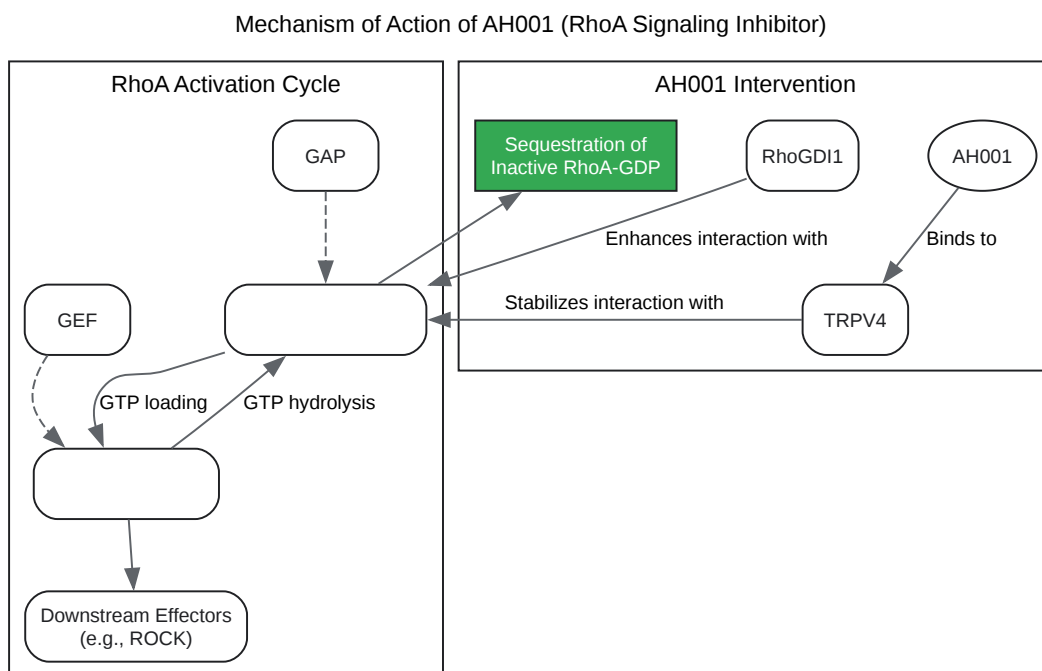 Mechanism of Action of AH001 (RhoA Signaling Inhibitor)
RhoA Activation Cycle
GAP
GEF
GTP loading
GTP hydrolysis
Downstream Effectors
(e.g., ROCK)
AH001 Intervention
Sequestration of
Inactive RhoA-GDP
RhoGDI1
AH001
Enhances interaction with
Binds to
Stabilizes interaction with
TRPV4